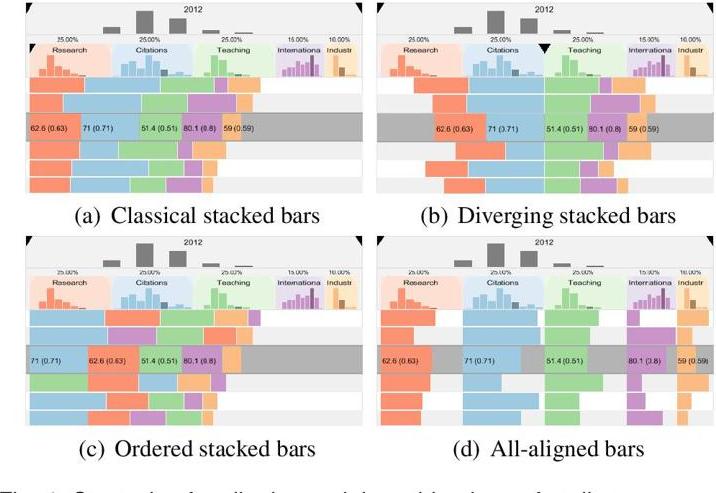 2012
2012
25.00% 25.00% 25.00% 15.00% 10.00%
25.00% 25.00% 25.00% 15.00% 10.00%
Research Citations Teaching Internationa Industr
Research Citations Teaching Internationa Industr
62.6 (0.63) 71 (0.71) 51.4 (0.51) 80.1 (0.8) 59 (0.59)
62.6 (0.63) 71 (0.71) 51.4 (0.51) 80.1 (0.8) 59 (0.59)
(a) Classical stacked bars
(b) Diverging stacked bars
2012
2012
25.00% 25.00% 25.00% 15.00% 10.00%
25.00% 25.00% 25.00% 15.00% 10.00%
Research Citations Teaching Internationa Industr
Research Citations Teaching Internationa Industr
71 (0.71) 62.6 (0.63) 51.4 (0.51) 80.1 (0.8)
62.6 (0.63) 71 (0.71) 51.4 (0.51) 80.1 (3.8) 59 (0.59)
(c) Ordered stacked bars
(d) All-aligned bars